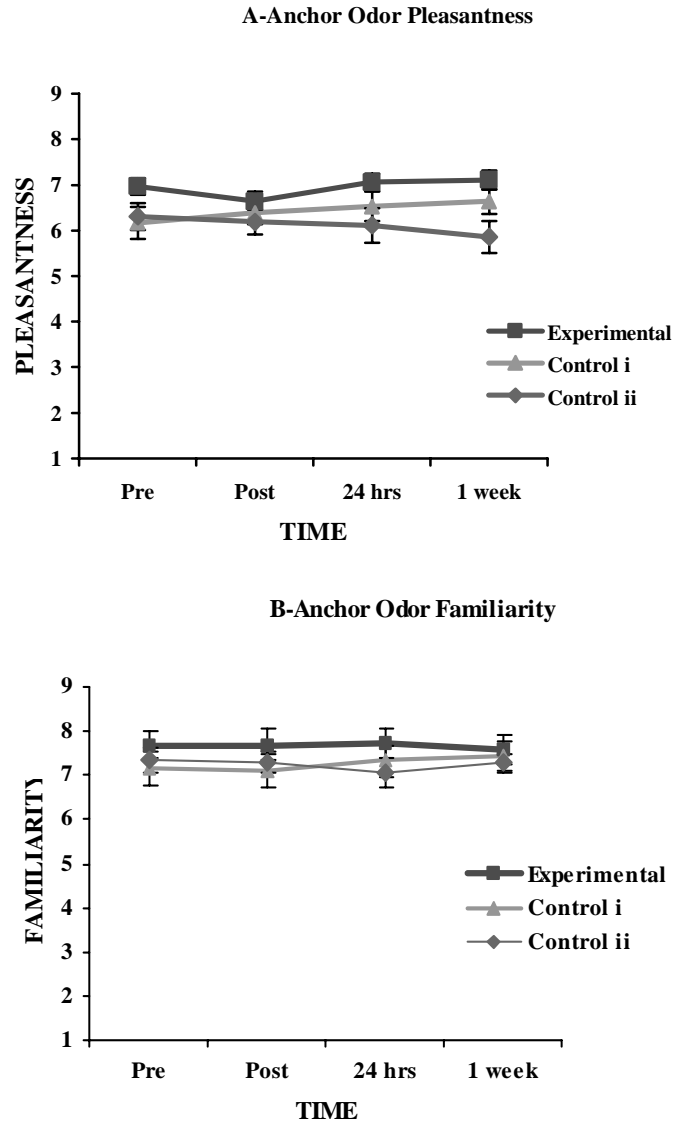 A-Anchor Odor Pleasantness
9
8
7
6
5
4
3
2
1
PLEASANTNESS
Experimental
Control i
Control ii
Pre Post 24 hrs 1 week
TIME
B-Anchor Odor Familiarity
9
8
7
6
5
4
3
2
1
FAMILIARITY
Experimental
Control i
Control ii
Pre Post 24 hrs 1 week
TIME